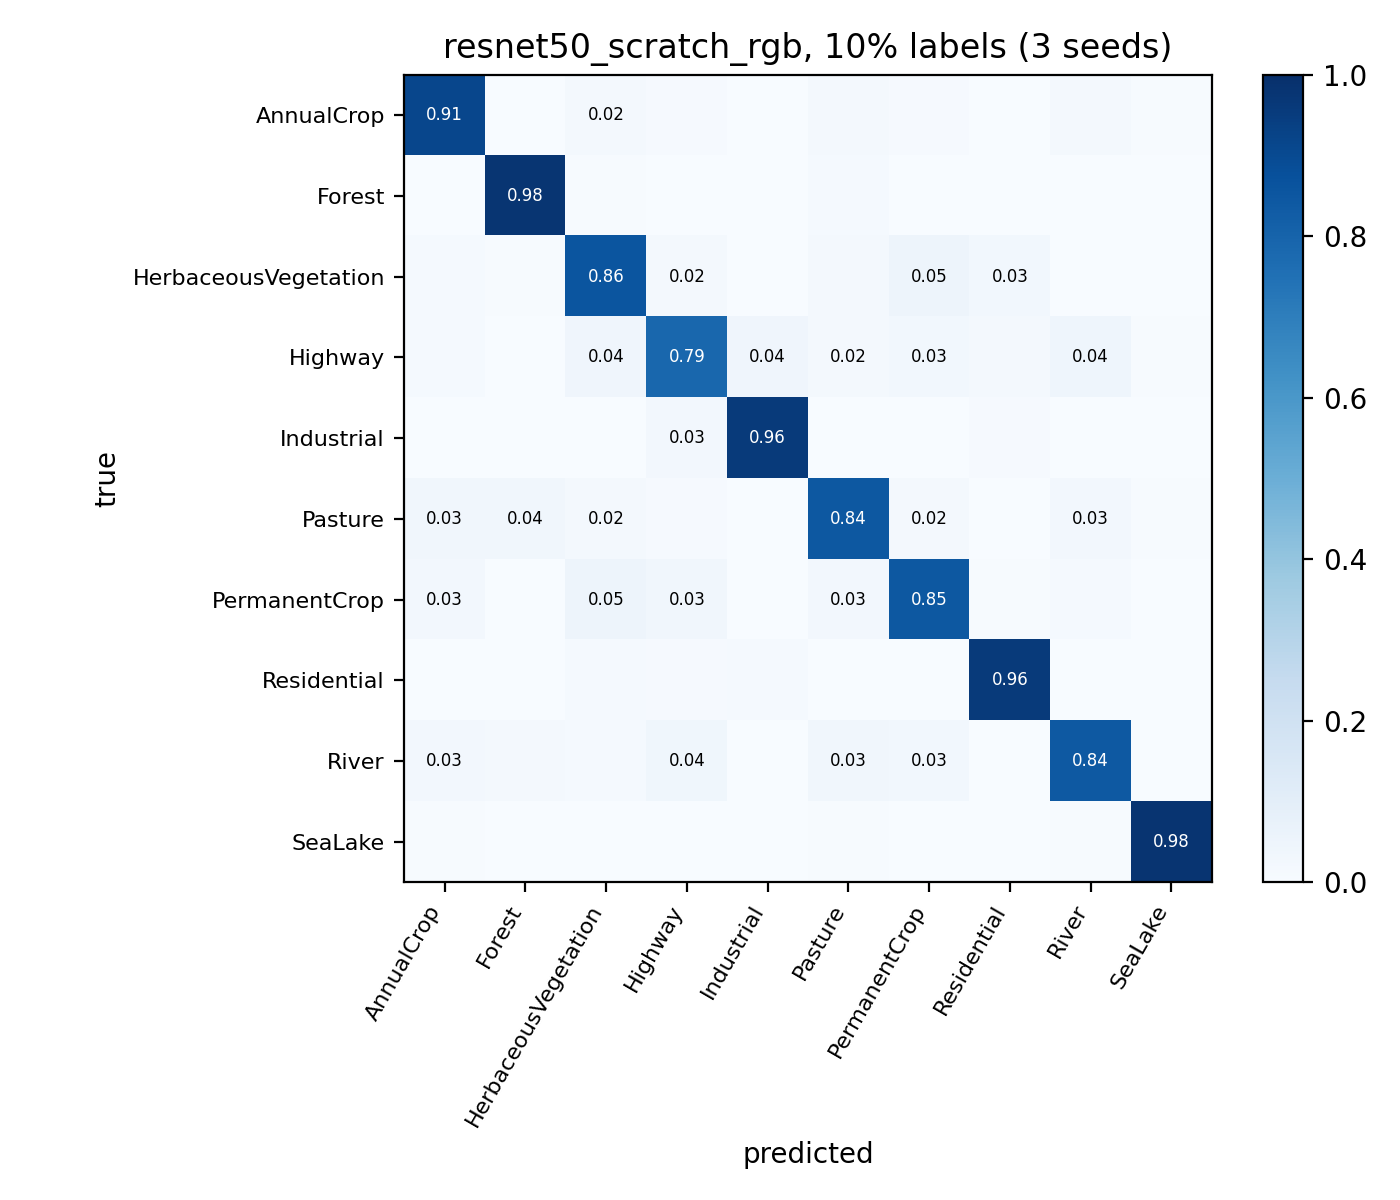 resnet50_scratch_rgb, 10% labels (3 seeds)
AnnualCrop 0.91 0.02
Forest 0.98
HerbaceousVegetation 0.86 0.02 0.05 0.03
Highway 0.04 0.79 0.04 0.02 0.03 0.04
Industrial 0.03 0.96
Pasture 0.03 0.04 0.02 0.84 0.02 0.03
PermanentCrop 0.03 0.05 0.03 0.03 0.85
Residential 0.96
River 0.03 0.04 0.03 0.03 0.84
SeaLake 0.98
true
AnnualCrop
Forest
HerbaceousVegetation
Highway
Industrial
Pasture
PermanentCrop
Residential
River
SeaLake
predicted
1.0
0.8
0.6
0.4
0.2
0.0